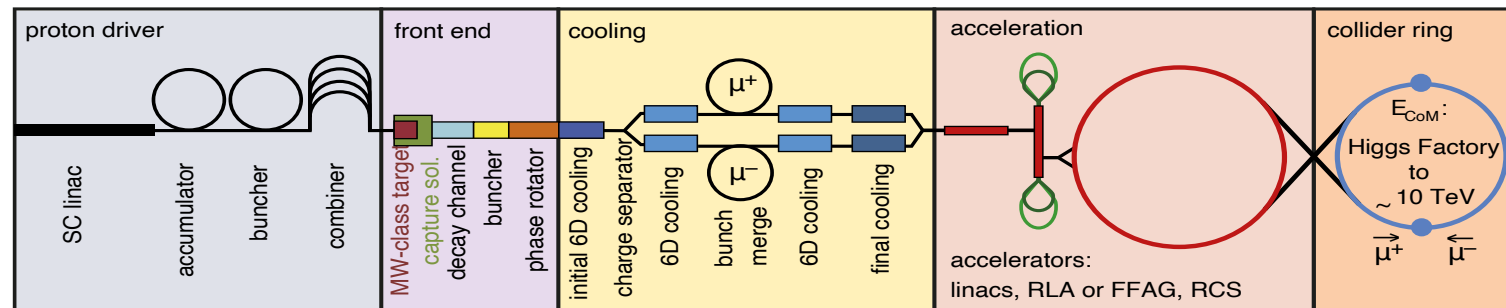 proton driver
SC linac
accumulator
buncher
combiner
front end
MW-class target
capture sol.
decay channel
buncher
phase rotator
cooling
μ+
μ−
initial 6D cooling
charge separator
6D cooling
bunch
merge
6D cooling
final cooling
acceleration
accelerators:
linacs, RLA or FFAG, RCS
collider ring
ECoM:
Higgs Factory
to
~ 10 TeV
μ+ μ−